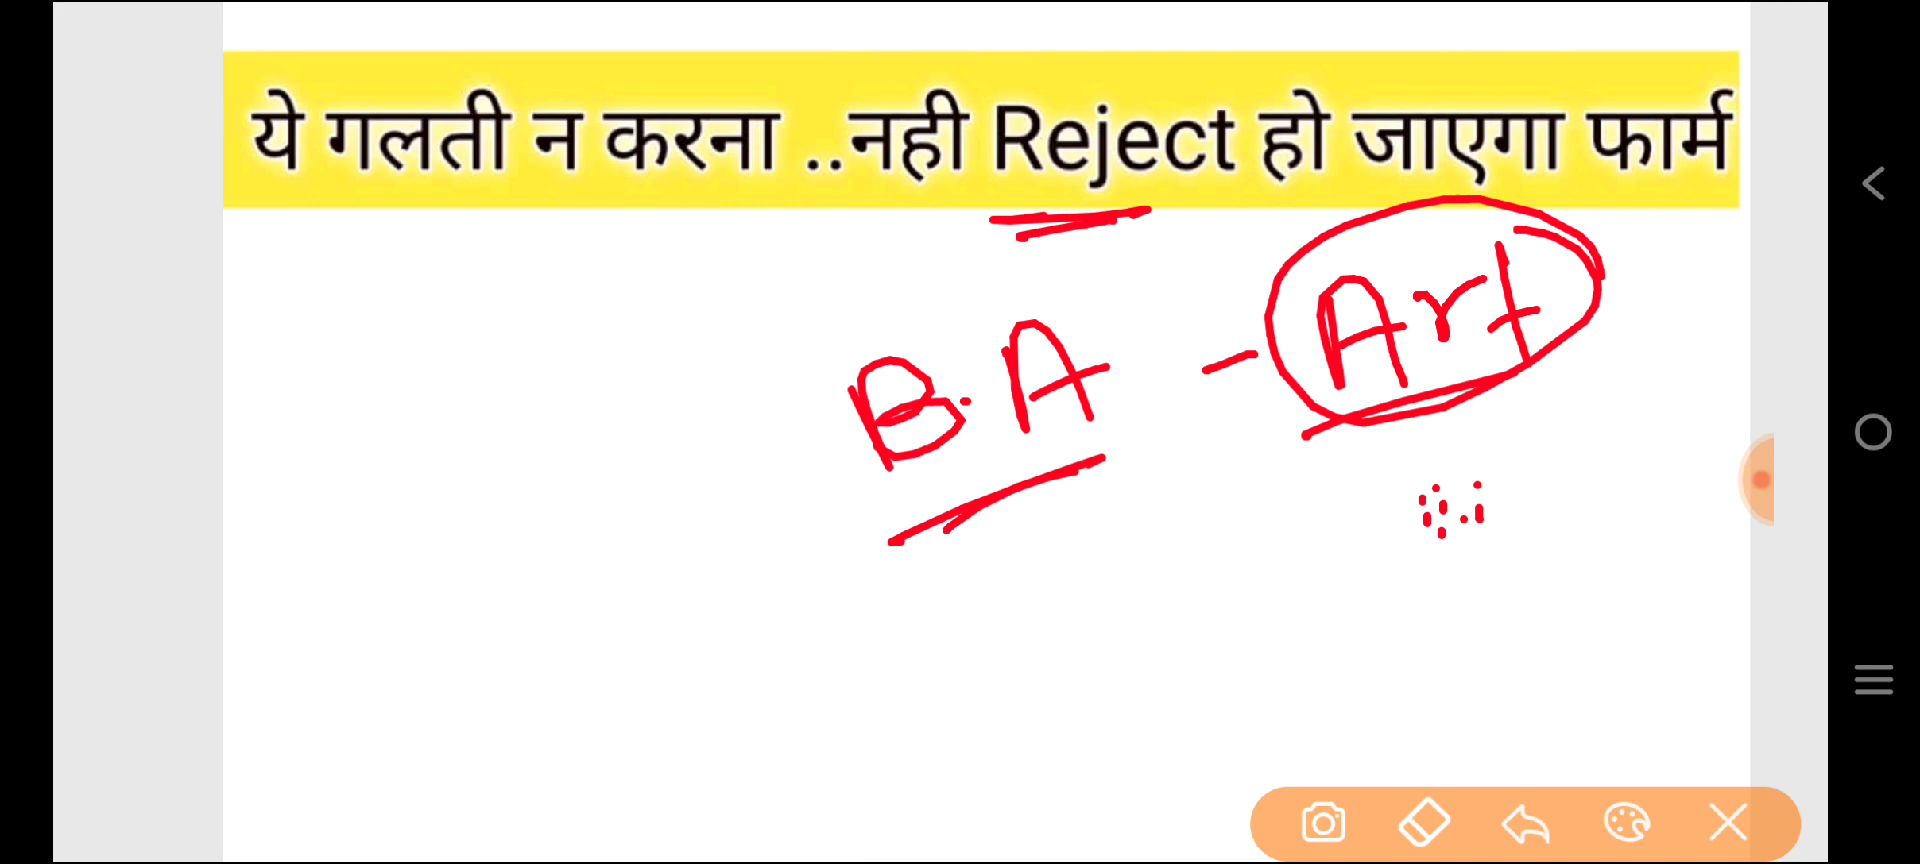 ये गलती न करना ..नही Reject हो जाएगा फार्म
B.A - Art